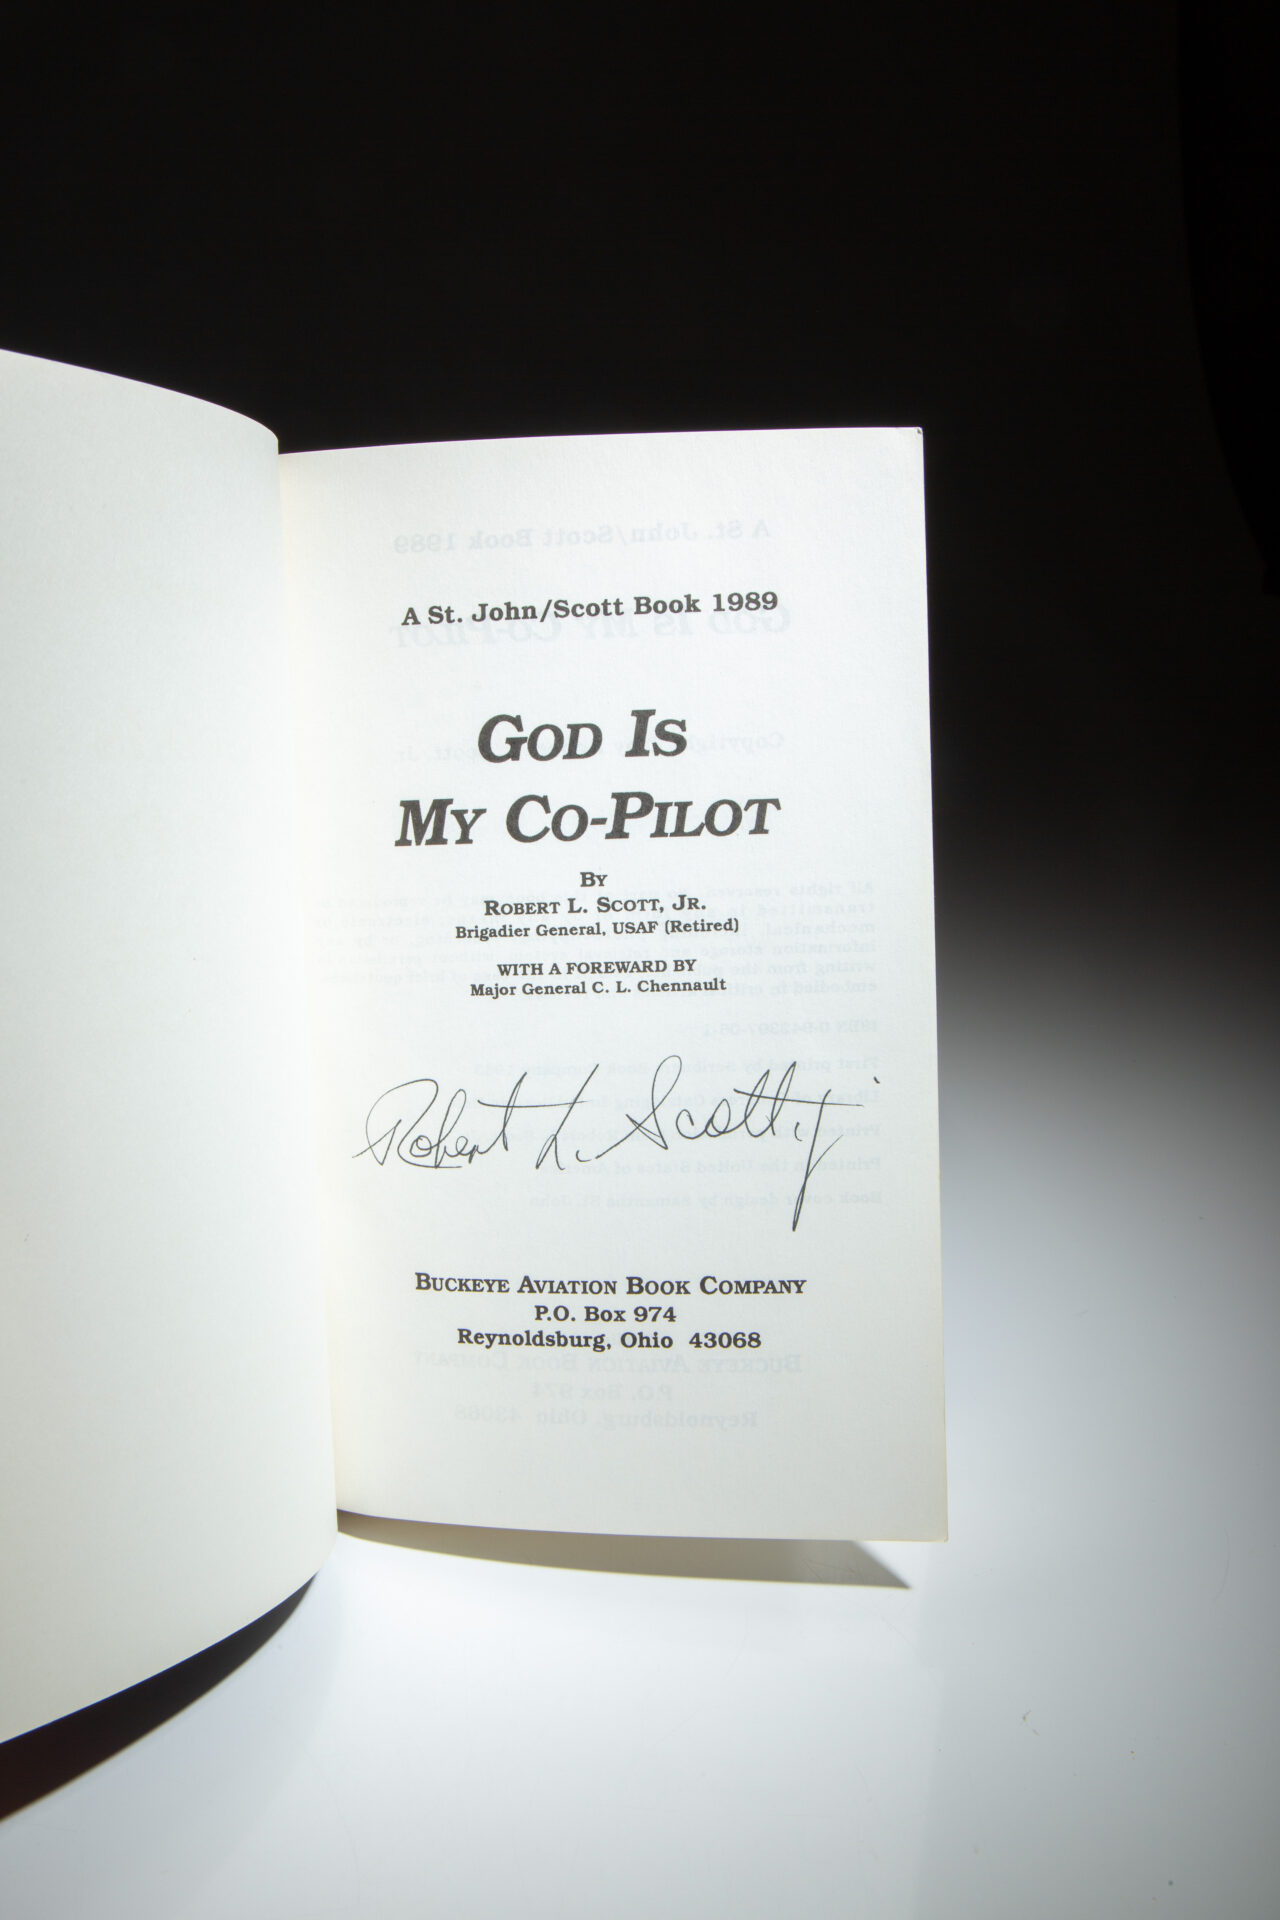 A St. John/Scott Book 1989
GOD IS
MY CO-PILOT
BY
ROBERT L. SCOTT, JR.
Brigadier General, USAF (Retired)
WITH A FOREWARD BY
Major General C. L. Chennault
Robert L. Scott, Jr
BUCKEYE AVIATION BOOK COMPANY
P.O. Box 974
Reynoldsburg, Ohio 43068